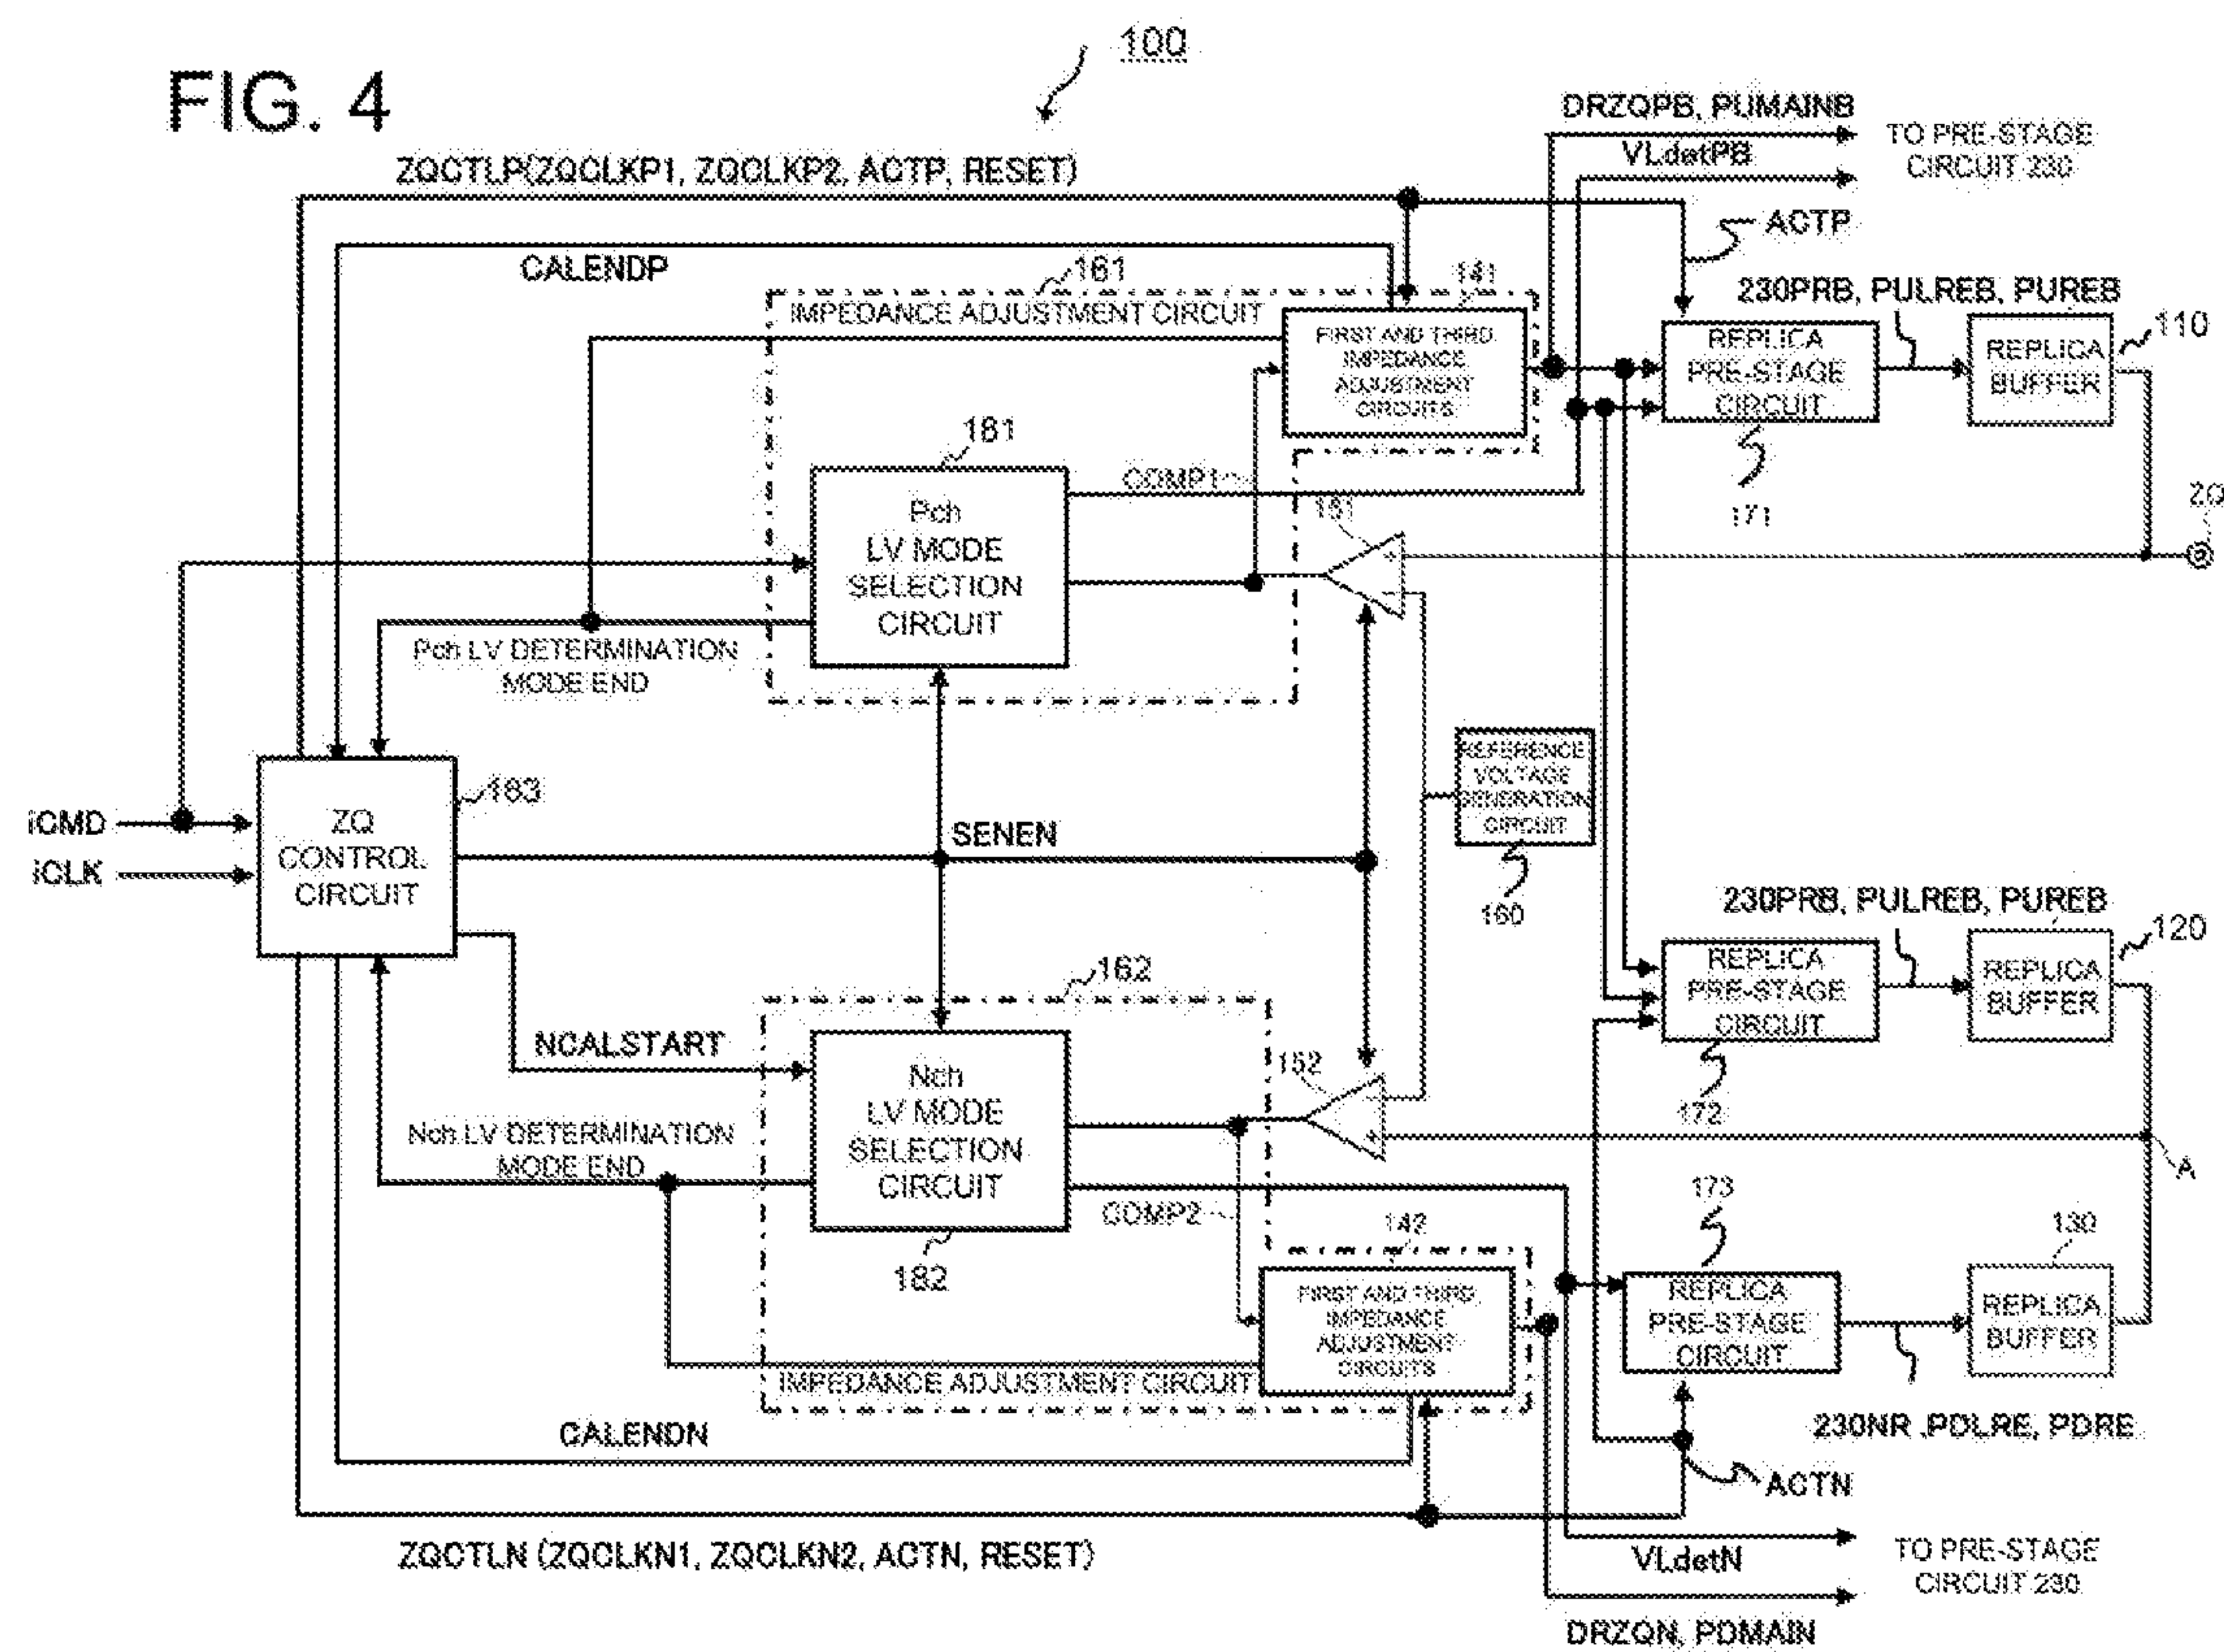 FIG. 4
100
DRZQPB, PUMAINB
TO PRE-STAGE
CIRCUIT 230
VLdetPB
ZQCTLP(ZQCLKP1, ZQCLKP2, ACTP, RESET)
ACTP
CALENDP
161
141
IMPEDANCE ADJUSTMENT CIRCUIT
FIRST AND THIRD
IMPEDANCE
ADJUSTMENT
CIRCUITS
230PRB, PULREB, PUREB
REPLICA
PRE-STAGE
CIRCUIT
171
REPLICA
BUFFER
110
181
Pch
LV MODE
SELECTION
CIRCUIT
COMP1
151
ZQ
Pch LV DETERMINATION
MODE END
REFERENCE
VOLTAGE
GENERATION
CIRCUIT
160
iCMD
iCLK
ZQ
CONTROL
CIRCUIT
183
SENEN
230PRB, PULREB, PUREB
REPLICA
PRE-STAGE
CIRCUIT
172
REPLICA
BUFFER
120
NCALSTART
162
Nch
LV MODE
SELECTION
CIRCUIT
182
152
A
Nch LV DETERMINATION
MODE END
COMP2
142
FIRST AND THIRD
IMPEDANCE
ADJUSTMENT
CIRCUITS
IMPEDANCE ADJUSTMENT CIRCUIT
173
REPLICA
PRE-STAGE
CIRCUIT
130
REPLICA
BUFFER
230NR ,PDLRE, PDRE
CALENDN
ACTN
ZQCTLN (ZQCLKN1, ZQCLKN2, ACTN, RESET)
VLdetN
TO PRE-STAGE
CIRCUIT 230
DRZQN, PDMAIN